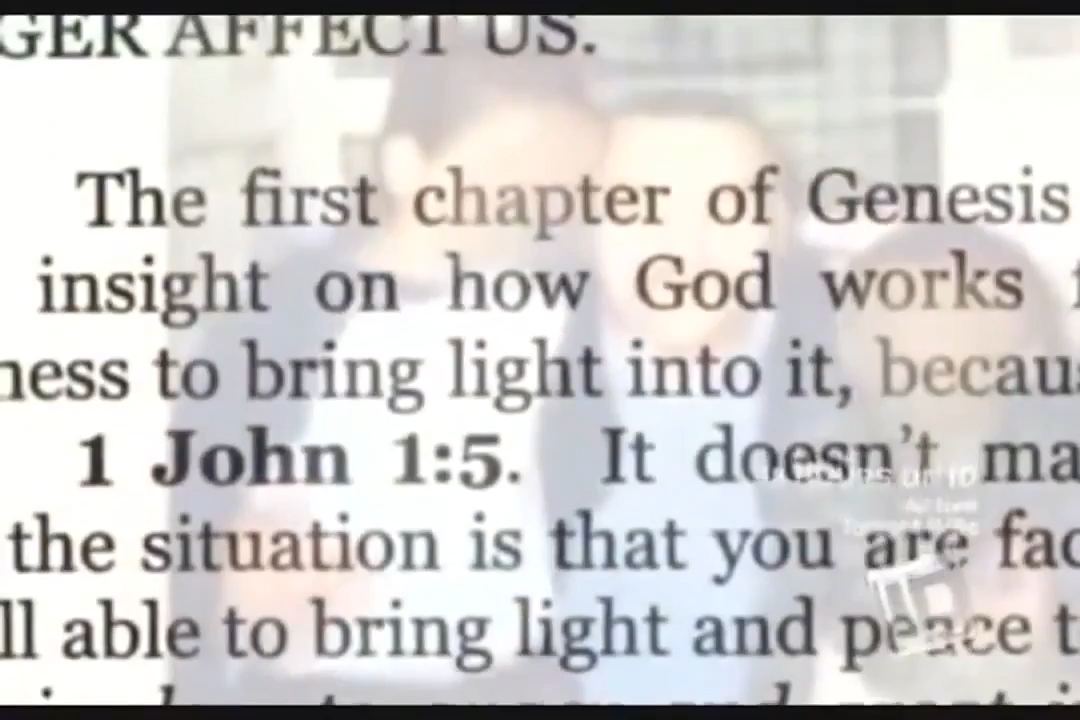 GER AFFECT US.
The first chapter of Genesis
insight on how God works
ness to bring light into it, becau
1 John 1:5. It doesn't ma
the situation is that you are fac
ll able to bring light and peace t